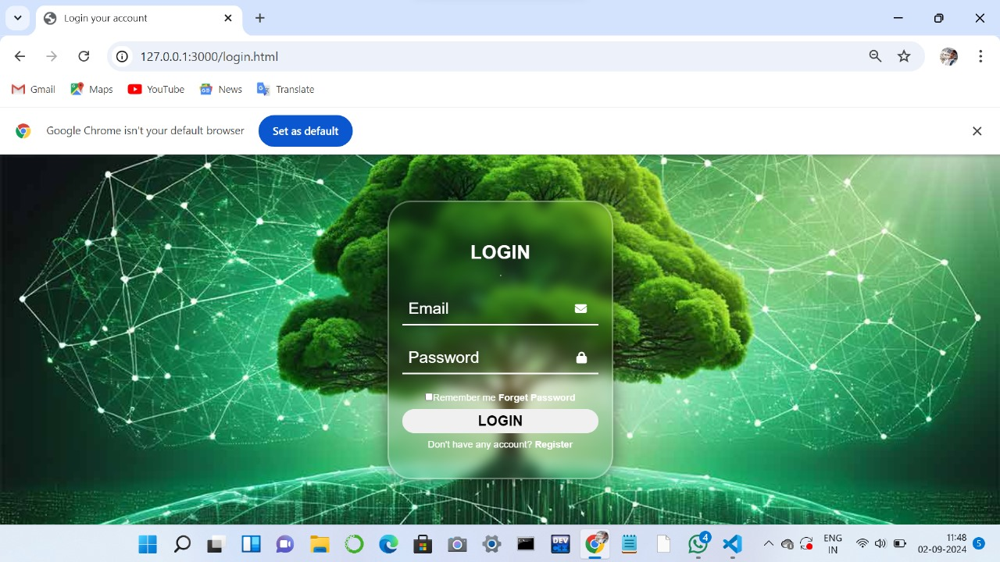 Login your account
127.0.0.1:3000/login.html
Gmail Maps YouTube News Translate
Google Chrome isn't your default browser Set as default
LOGIN
Email
Password
Remember me Forget Password
LOGIN
Don't have any account? Register
DEV
4
ENG
IN
11:48
02-09-2024
5